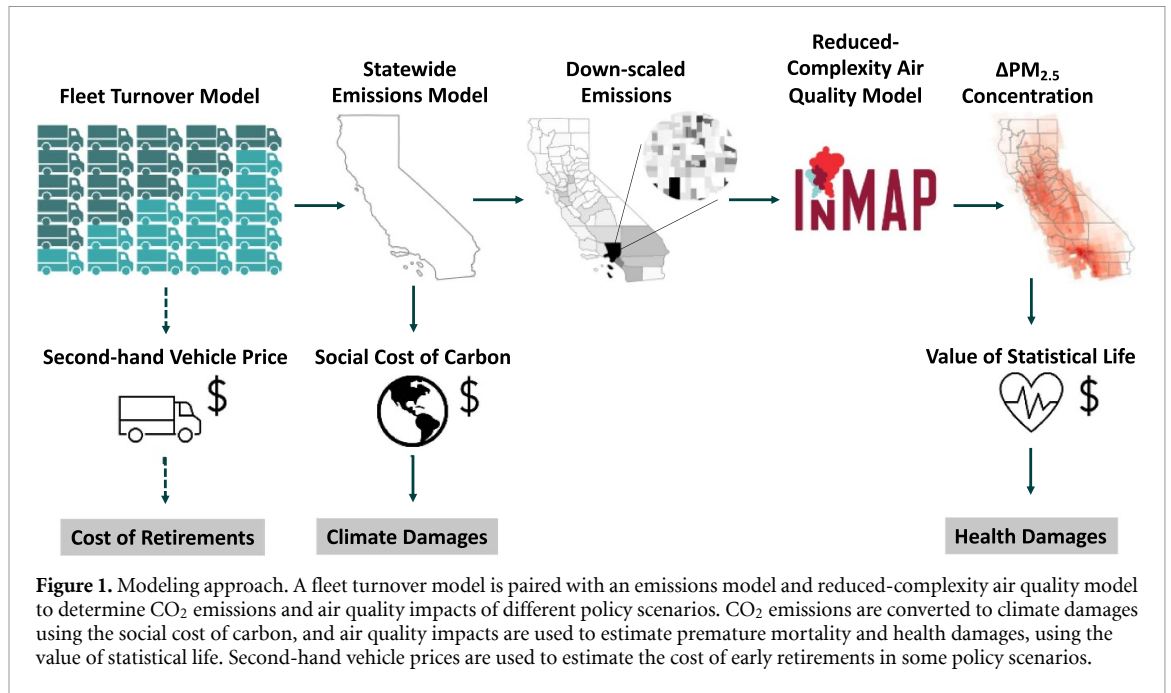 Fleet Turnover Model
Statewide
Emissions Model
Down-scaled
Emissions
Reduced-
Complexity Air
Quality Model
ΔPM₂.₅
Concentration
INMAP
Second-hand Vehicle Price
$
Social Cost of Carbon
$
Value of Statistical Life
$
Cost of Retirements
Climate Damages
Health Damages
Figure 1. Modeling approach. A fleet turnover model is paired with an emissions model and reduced-complexity air quality model
to determine CO₂ emissions and air quality impacts of different policy scenarios. CO₂ emissions are converted to climate damages
using the social cost of carbon, and air quality impacts are used to estimate premature mortality and health damages, using the
value of statistical life. Second-hand vehicle prices are used to estimate the cost of early retirements in some policy scenarios.